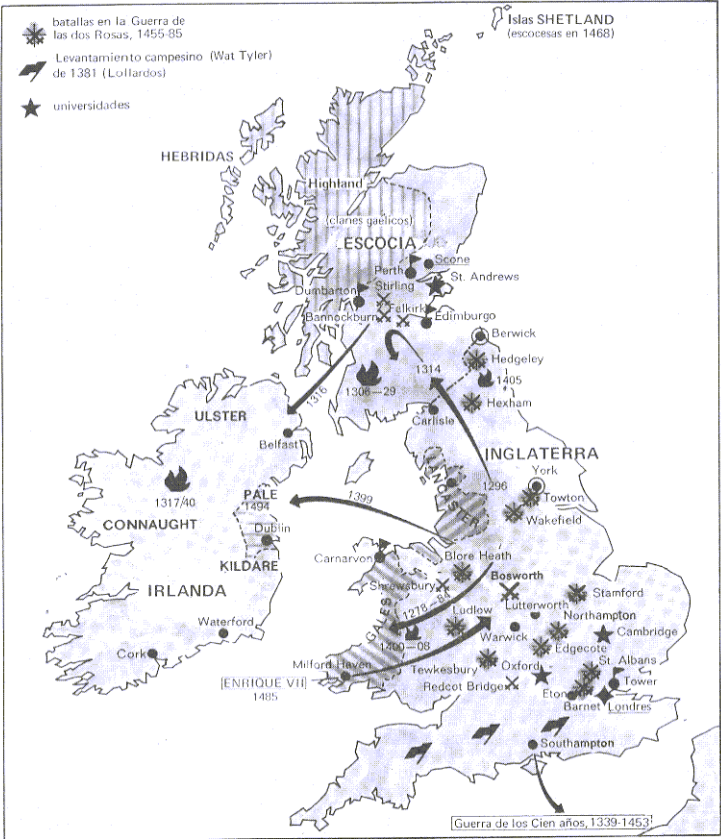 batallas en la Guerra de
las dos Rosas, 1455-85
Levantamiento campesino (Wat Tyler)
de 1381 (Lollardos)
universidades
Islas SHETLAND
(escocesas en 1468)
HEBRIDAS
Highland
(clanes gaélicos)
ESCOCIA
Scone
Perth
St. Andrews
Stirling
Dumbarton
Falkirk
Bannockburn
Edimburgo
Berwick
Hedgeley
1314
1405
1306—29
1316
Hexham
ULSTER
Carlisle
Belfast
INGLATERRA
York
1296
1317/40
PALE
1494
1399
Towton
Wakefield
CONNAUGHT
Dublin
KILDARE
Carnarvon
Blore Heath
Bosworth
Shrewsbury
Stamford
IRLANDA
1278—84
GALES
Ludlow
Lutterworth
Northampton
Waterford
1400—08
Warwick
Cambridge
Edgecote
Cork
Milford Haven
Tewkesbury
Oxford
St. Albans
[ENRIQUE VII]
1485
Redcot Bridge
Eton
Tower
Barnet
Londres
Southampton
Guerra de los Cien años, 1339-1453